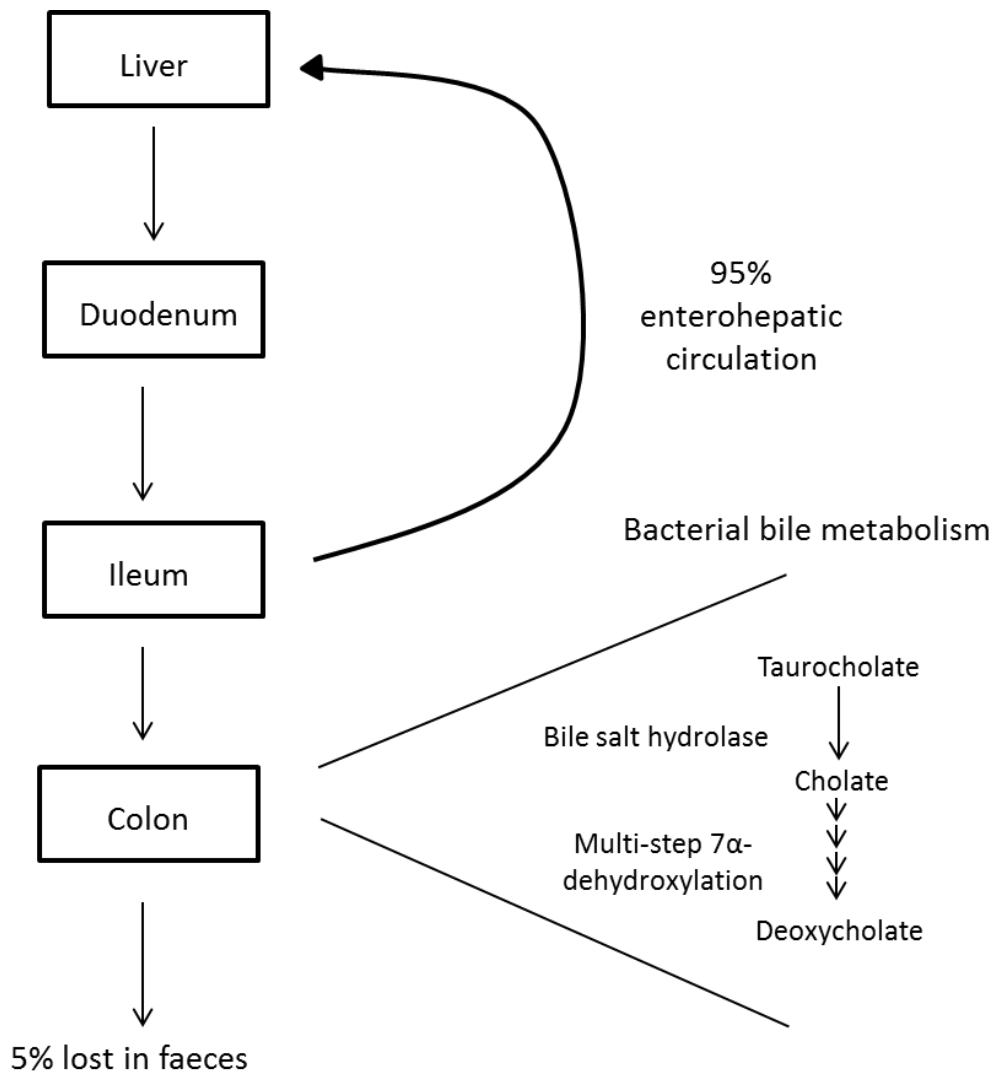 Liver
Duodenum
95%
enterohepatic
circulation
Ileum
Bacterial bile metabolism
Taurocholate
Bile salt hydrolase
Cholate
Colon
Multi-step 7α-
dehydroxylation
Deoxycholate
5% lost in faeces